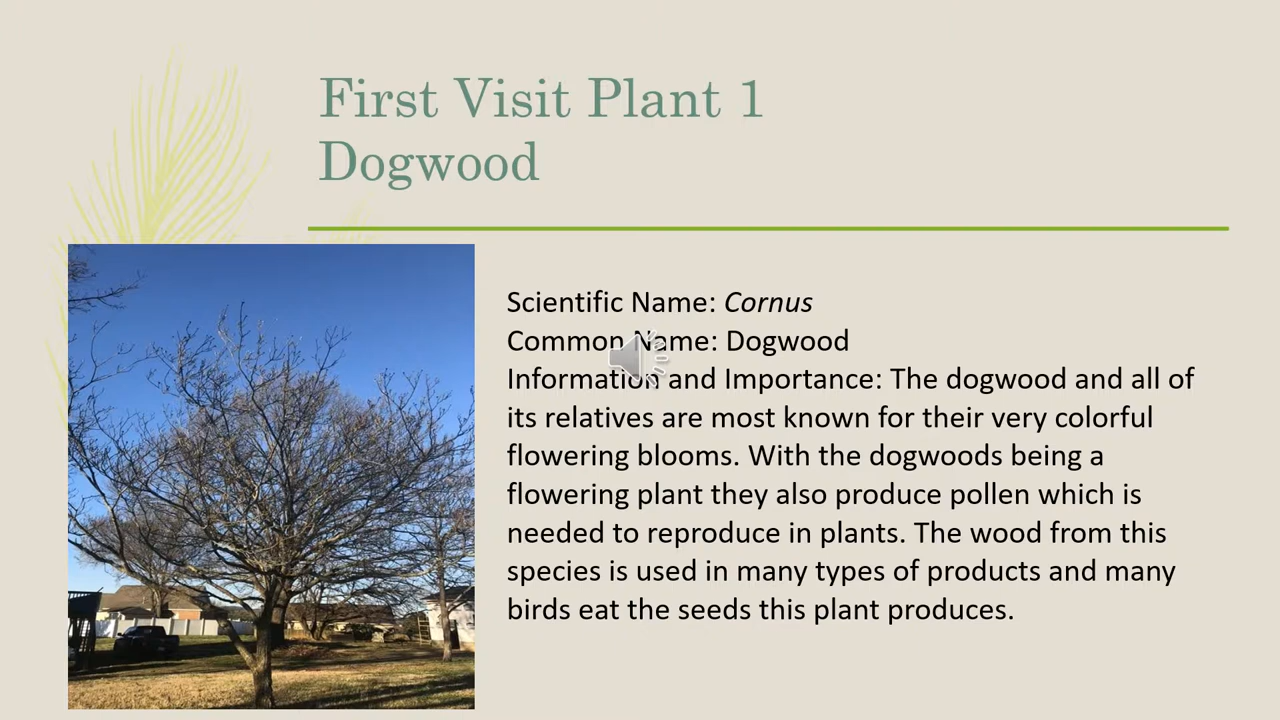 First Visit Plant 1
Dogwood
Scientific Name: Cornus
Common Name: Dogwood
Information and Importance: The dogwood and all of
its relatives are most known for their very colorful
flowering blooms. With the dogwoods being a
flowering plant they also produce pollen which is
needed to reproduce in plants. The wood from this
species is used in many types of products and many
birds eat the seeds this plant produces.